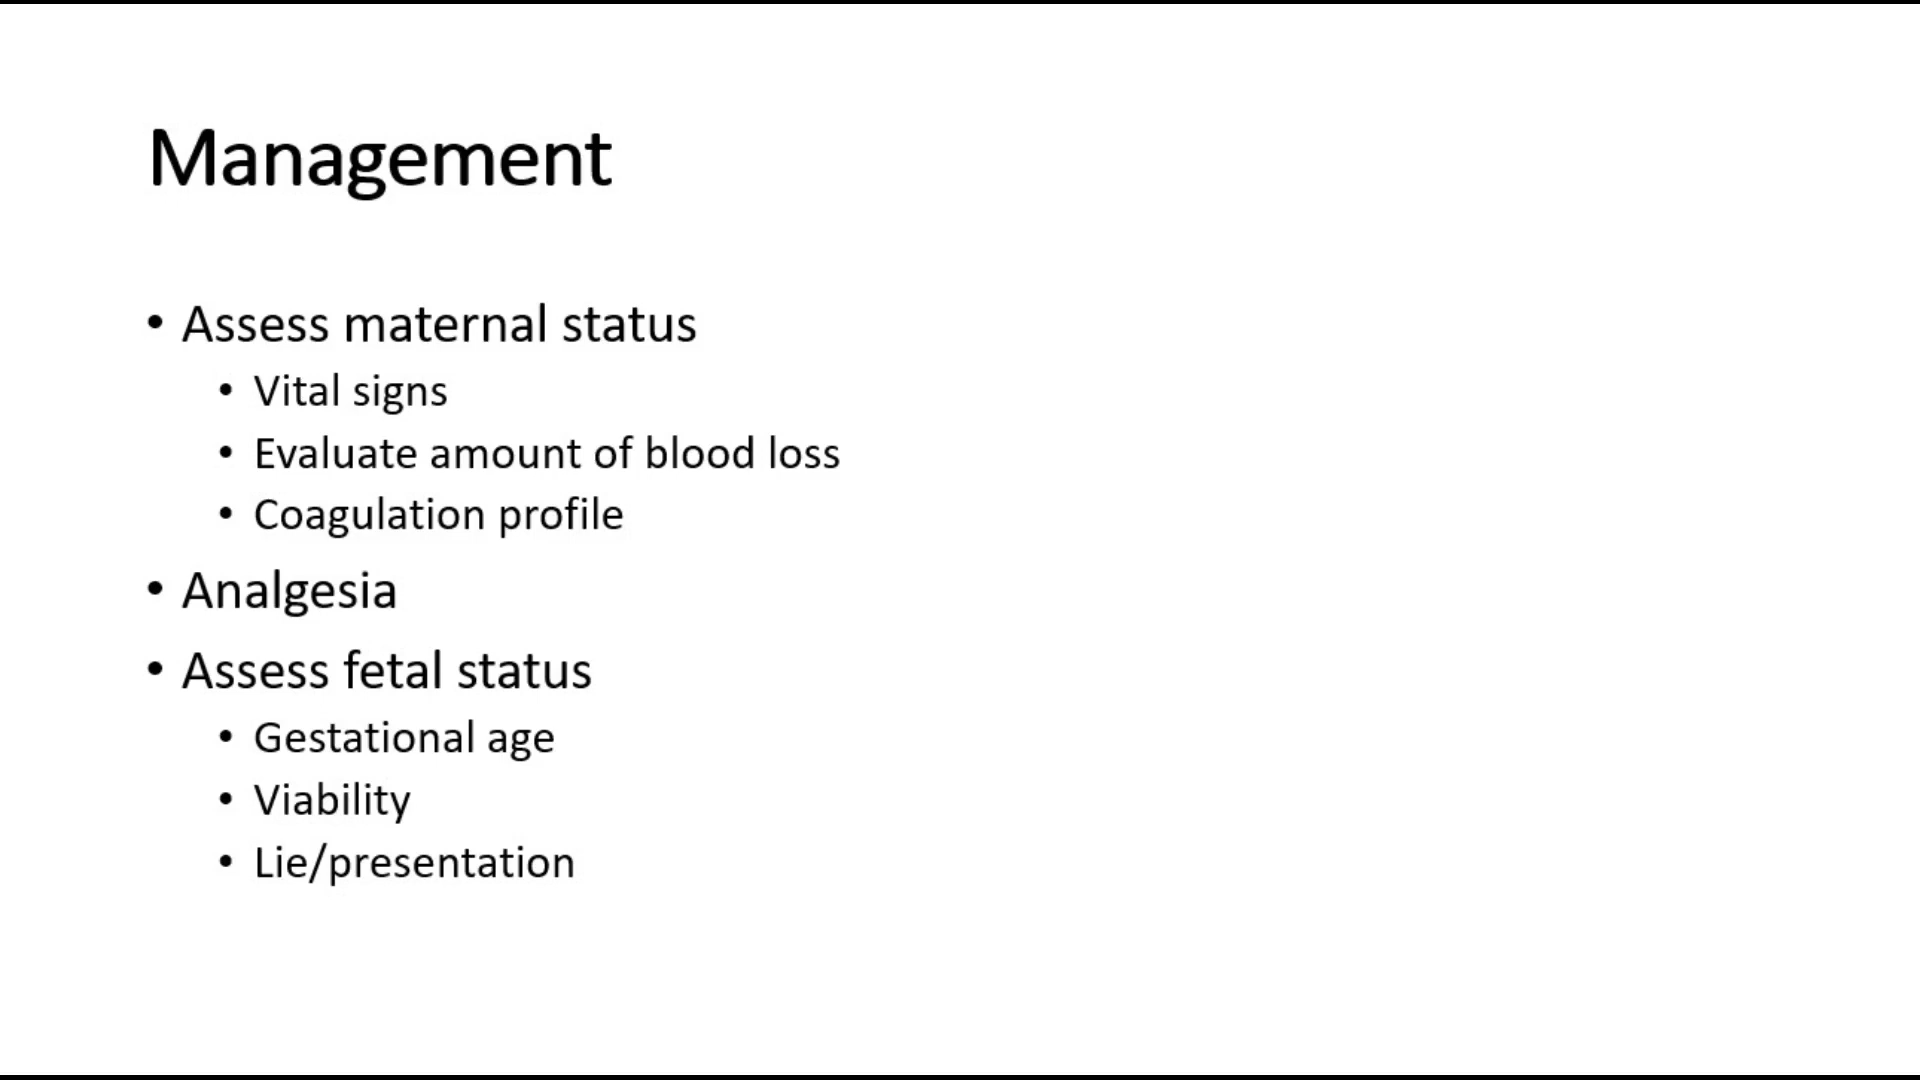 Management
• Assess maternal status
• Vital signs
• Evaluate amount of blood loss
• Coagulation profile
• Analgesia
• Assess fetal status
• Gestational age
• Viability
• Lie/presentation